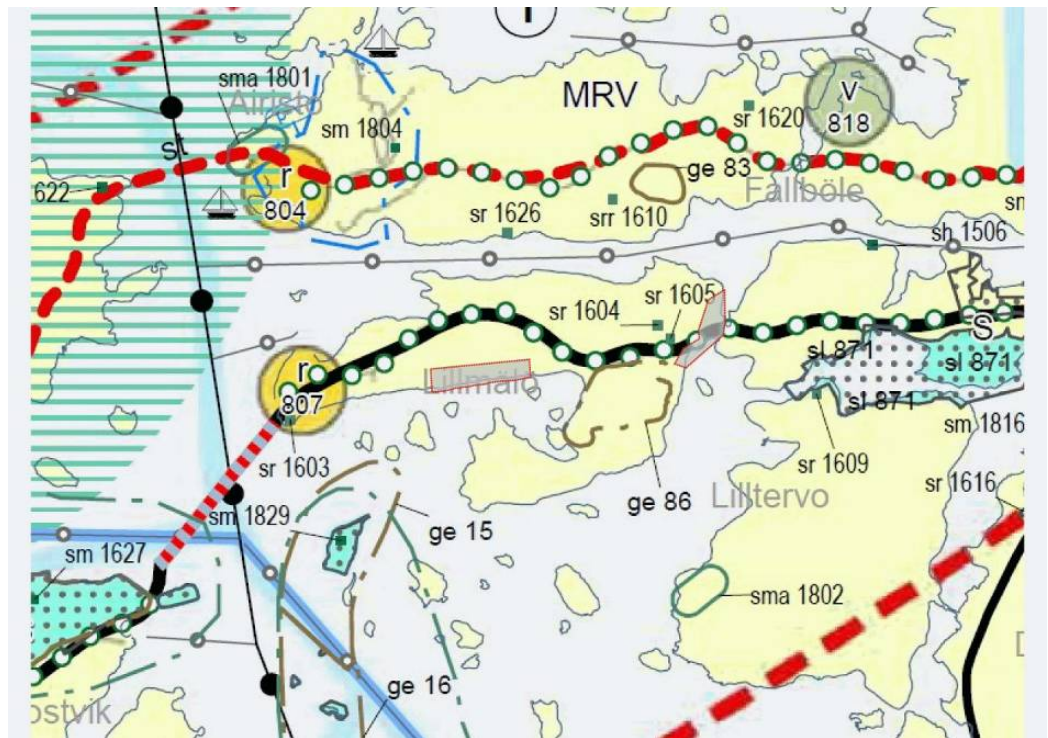 sma 1801
Airisto
MRV
V
818
sr 1620
sm 1804
st
ge 83
r
804
622
Fallböle
srr 1610
sr 1626
sm
sh 1506
sr 1605
sr 1604
S
sl 871
sl 871
r
807
Lillmälö
sl 871
sm 1816
sr 1603
sr 1609
sr 1616
Lilltervo
ge 86
sm 1829
ge 15
sm 1627
sma 1802
ge 16
ostvik